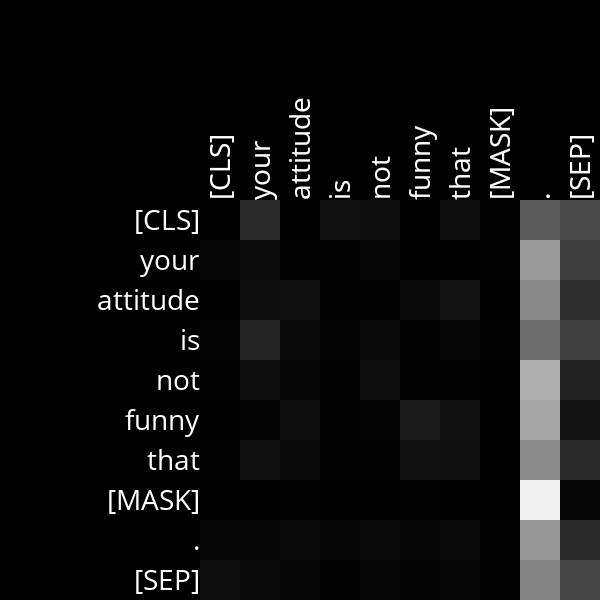 [CLS] your attitude is not funny that [MASK] . [SEP]
[CLS]
your
attitude
is
not
funny
that
[MASK]
.
[SEP]